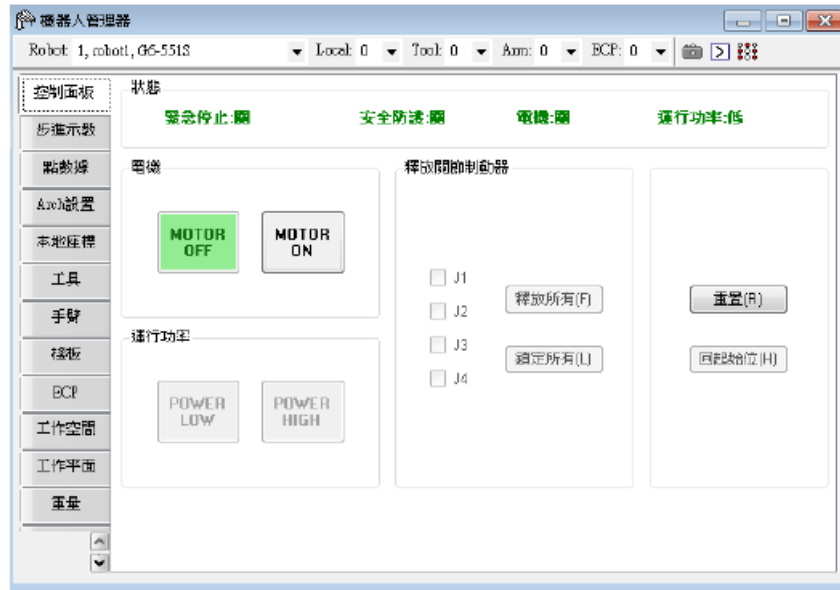 機器人管理器
Robot: 1, robot1, G6-551S Local: 0 Tool: 0 Arm: 0 ECP: 0
控制面板
步進示教
點數據
Arch設置
本地座標
工具
手臂
棧板
ECP
工作空間
工作平面
重量
狀態
緊急停止:關 安全防護:關 電機:關 運行功率:低
電機
MOTOR OFF
MOTOR ON
運行功率
POWER LOW
POWER HIGH
釋放關節制動器
J1
J2
J3
J4
釋放所有(F)
鎖定所有(L)
重置(R)
回起始位(H)